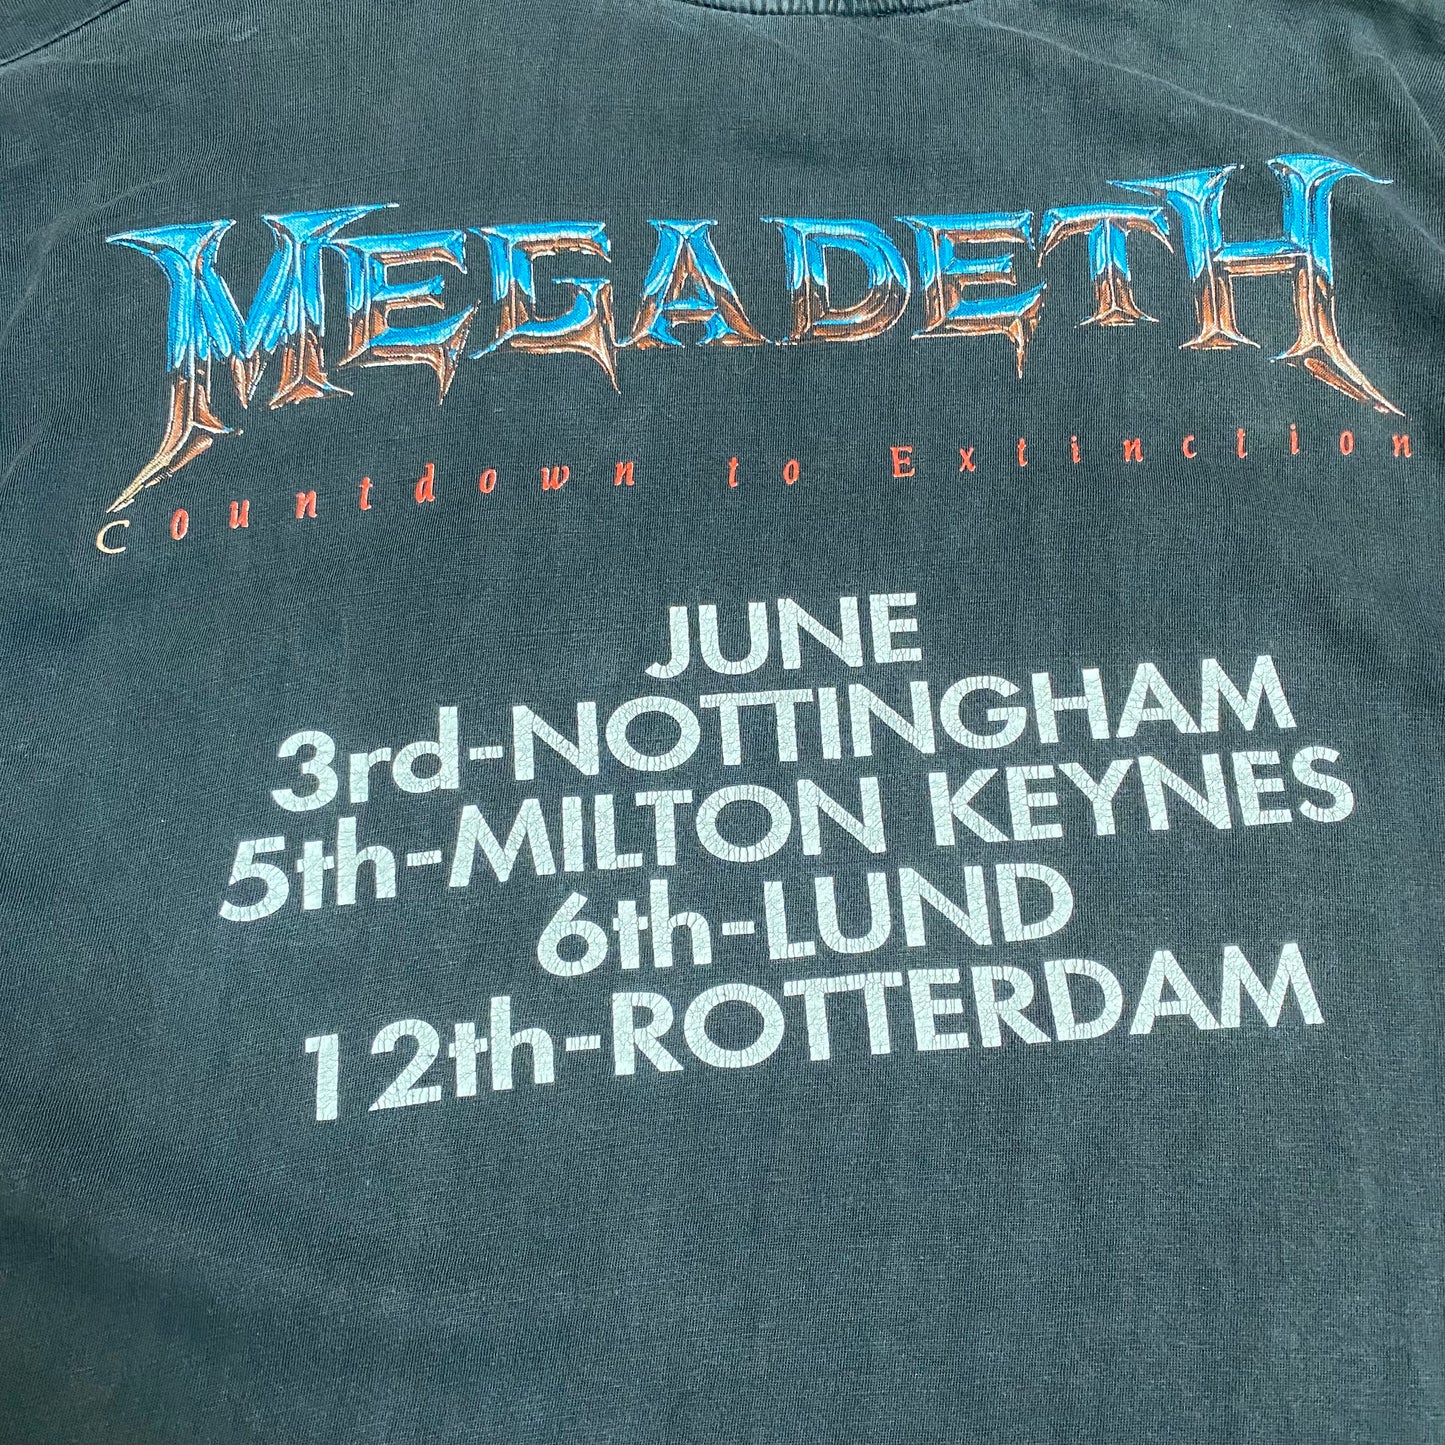 MEGADETH
Countdown to Extinction
JUNE
3rd-NOTTINGHAM
5th-MILTON KEYNES
6th-LUND
12th-ROTTERDAM